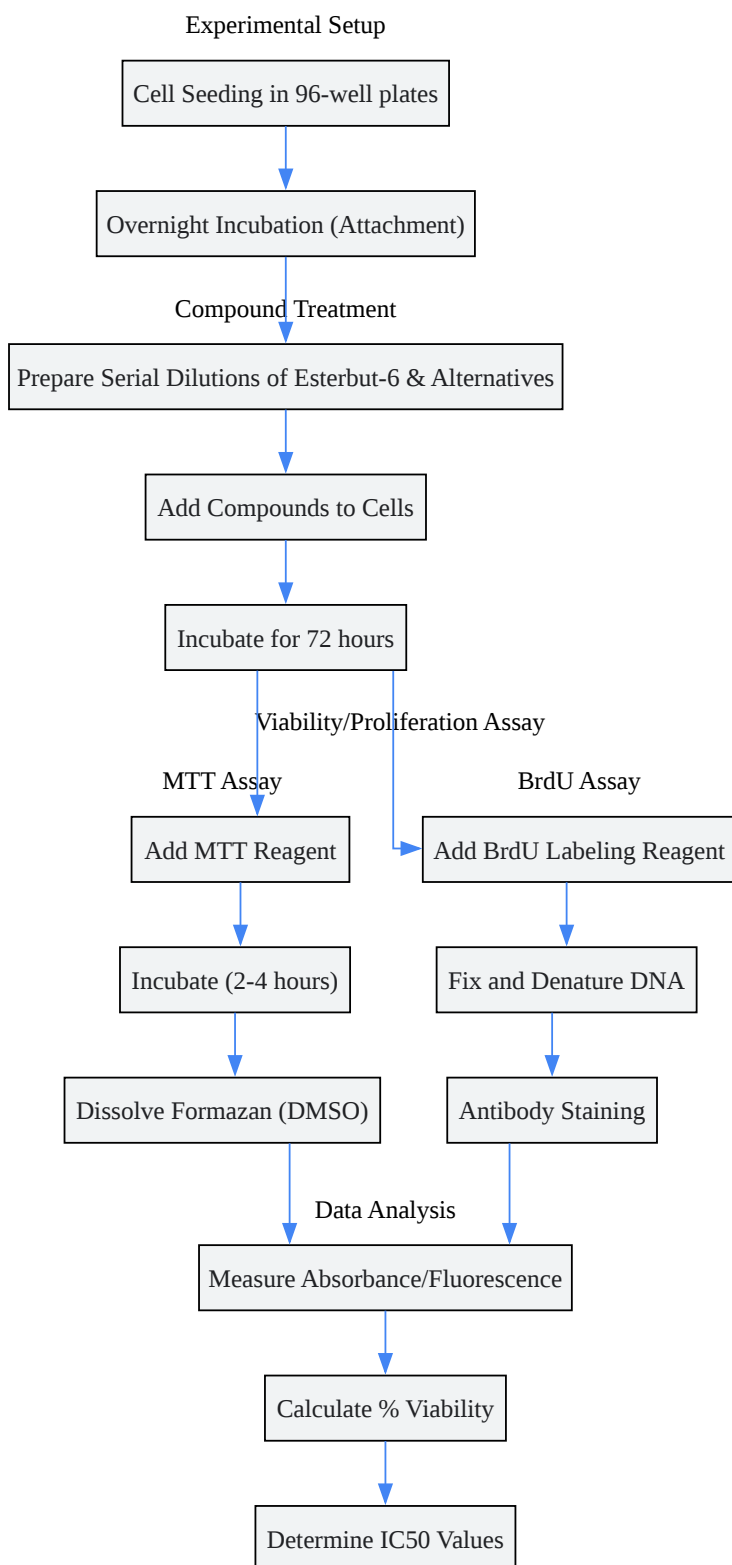 Experimental Setup
Cell Seeding in 96-well plates
Overnight Incubation (Attachment)
Compound Treatment
Prepare Serial Dilutions of Esterbut-6 & Alternatives
Add Compounds to Cells
Incubate for 72 hours
Viability/Proliferation Assay
MTT Assay
BrdU Assay
Add MTT Reagent
Add BrdU Labeling Reagent
Incubate (2-4 hours)
Fix and Denature DNA
Dissolve Formazan (DMSO)
Antibody Staining
Data Analysis
Measure Absorbance/Fluorescence
Calculate % Viability
Determine IC50 Values